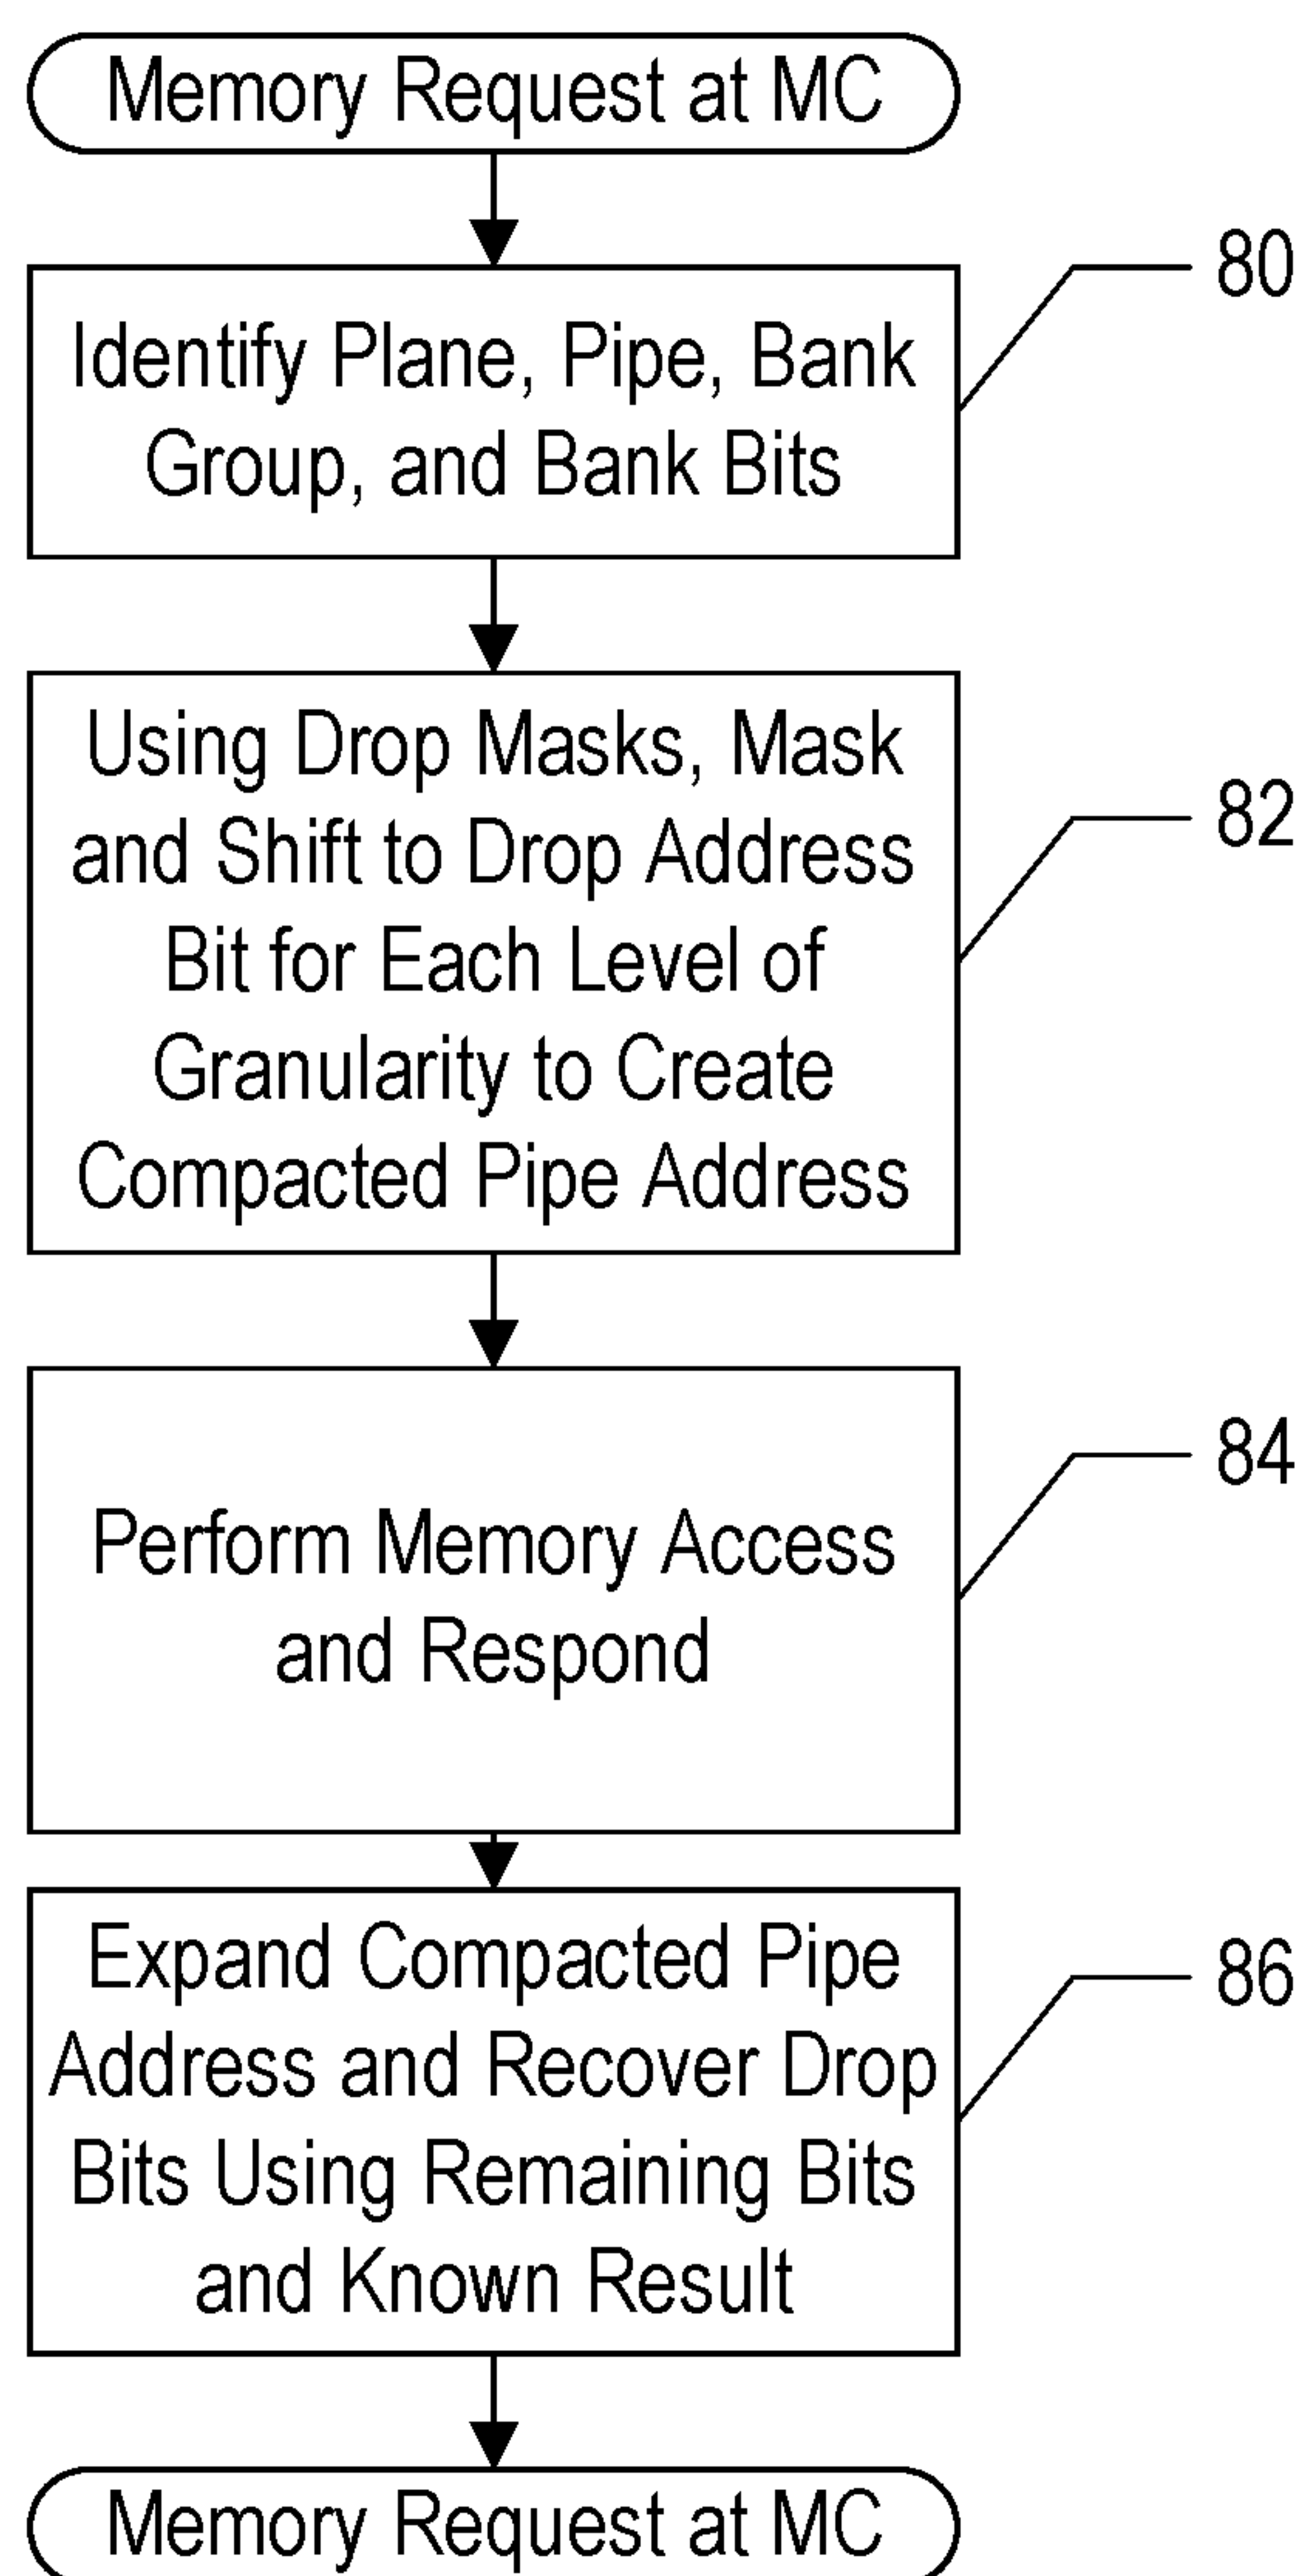 Memory Request at MC
80
Identify Plane, Pipe, Bank
Group, and Bank Bits
82
Using Drop Masks, Mask
and Shift to Drop Address
Bit for Each Level of
Granularity to Create
Compacted Pipe Address
84
Perform Memory Access
and Respond
86
Expand Compacted Pipe
Address and Recover Drop
Bits Using Remaining Bits
and Known Result
Memory Request at MC